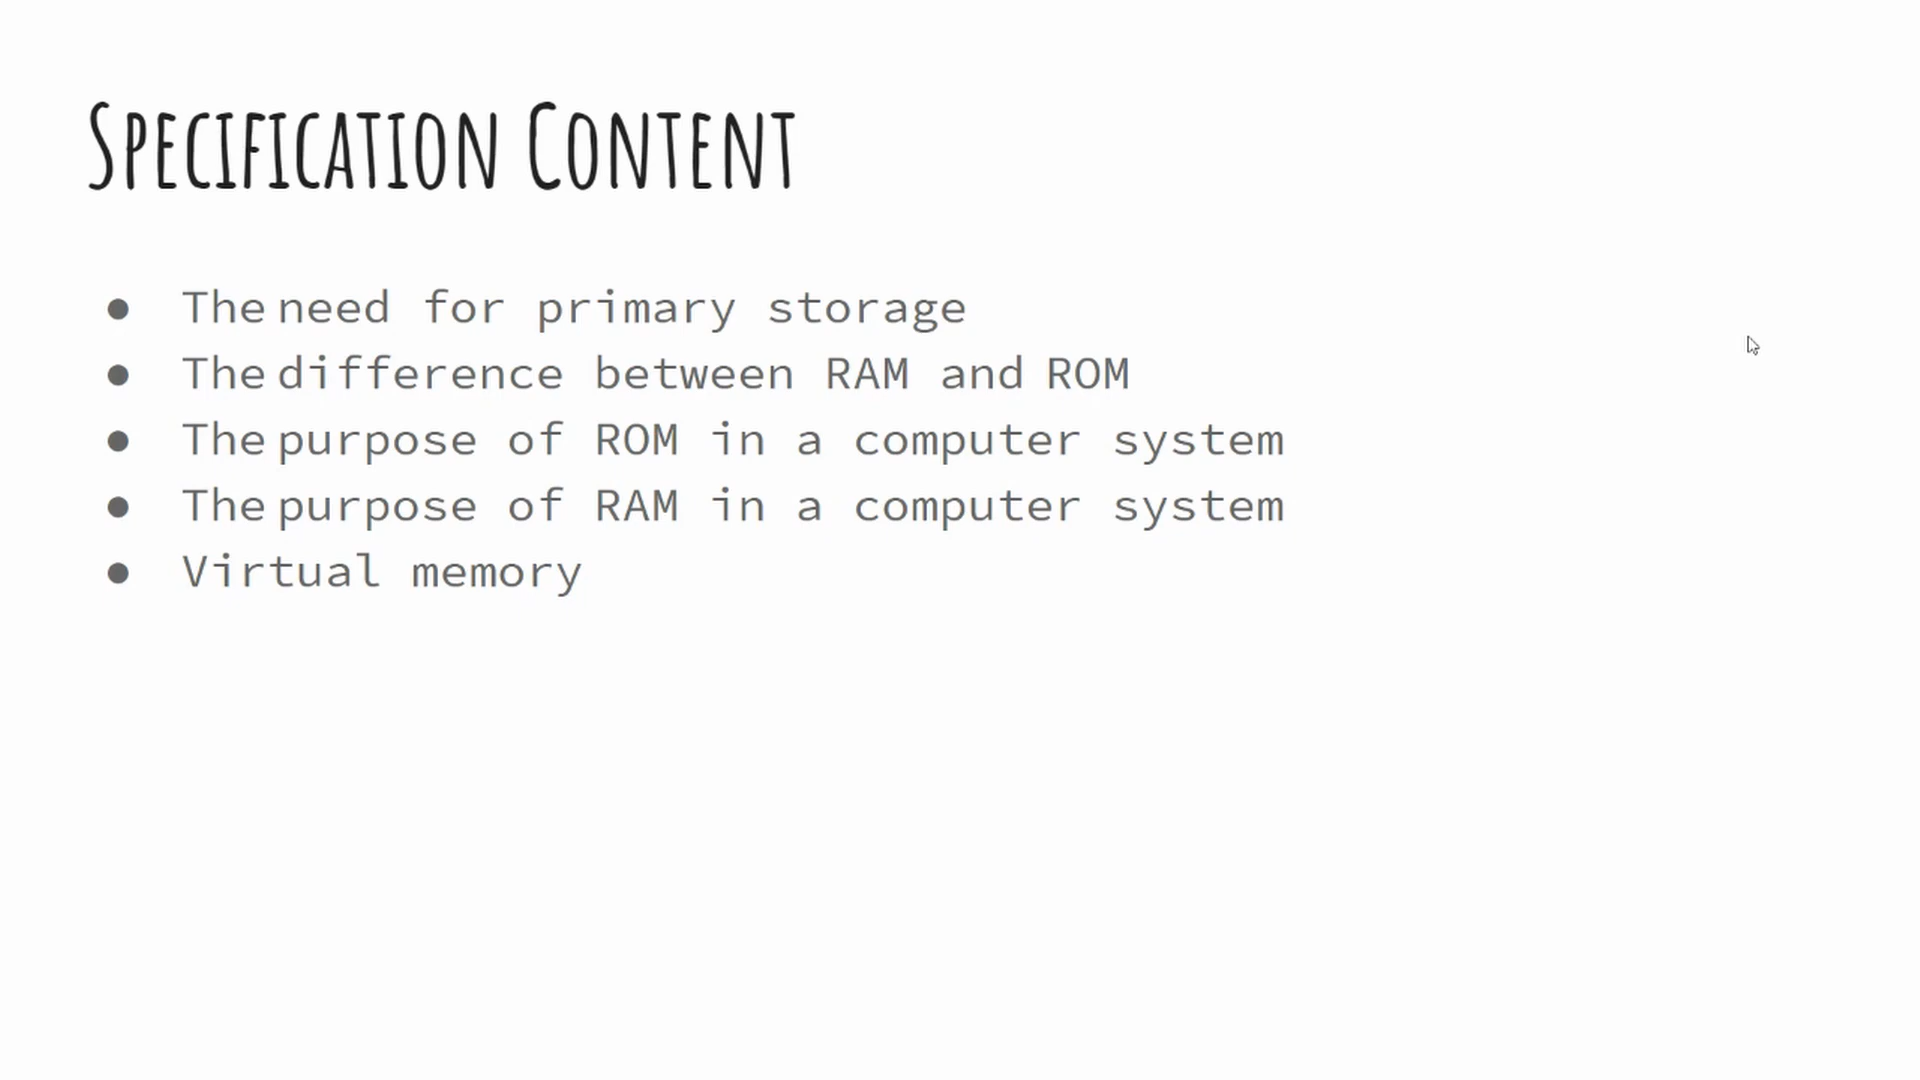 Specification Content
● The need for primary storage
● The difference between RAM and ROM
● The purpose of ROM in a computer system
● The purpose of RAM in a computer system
● Virtual memory